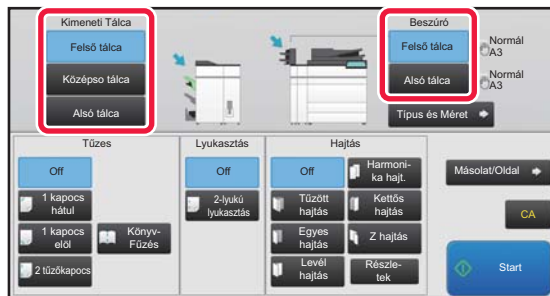 Kimeneti Tálca
Felső tálca
Középso tálca
Alsó tálca
Beszúró
Felső tálca
Normál
A3
Alsó tálca
Normál
A3
Típus és Méret
Tűzes
Off
1 kapocs
hátul
1 kapocs
elöl
Könyv-
Fűzés
2 tűzőkapocs
Lyukasztás
Off
2-lyukú
lyukasztás
Hajtás
Off
Harmoni-
ka hajt.
Tűzött
hajtás
Kettős
hajtás
Egyes
hajtás
Z hajtás
Levél
hajtás
Részle-
tek
Másolat/Oldal
CA
Start